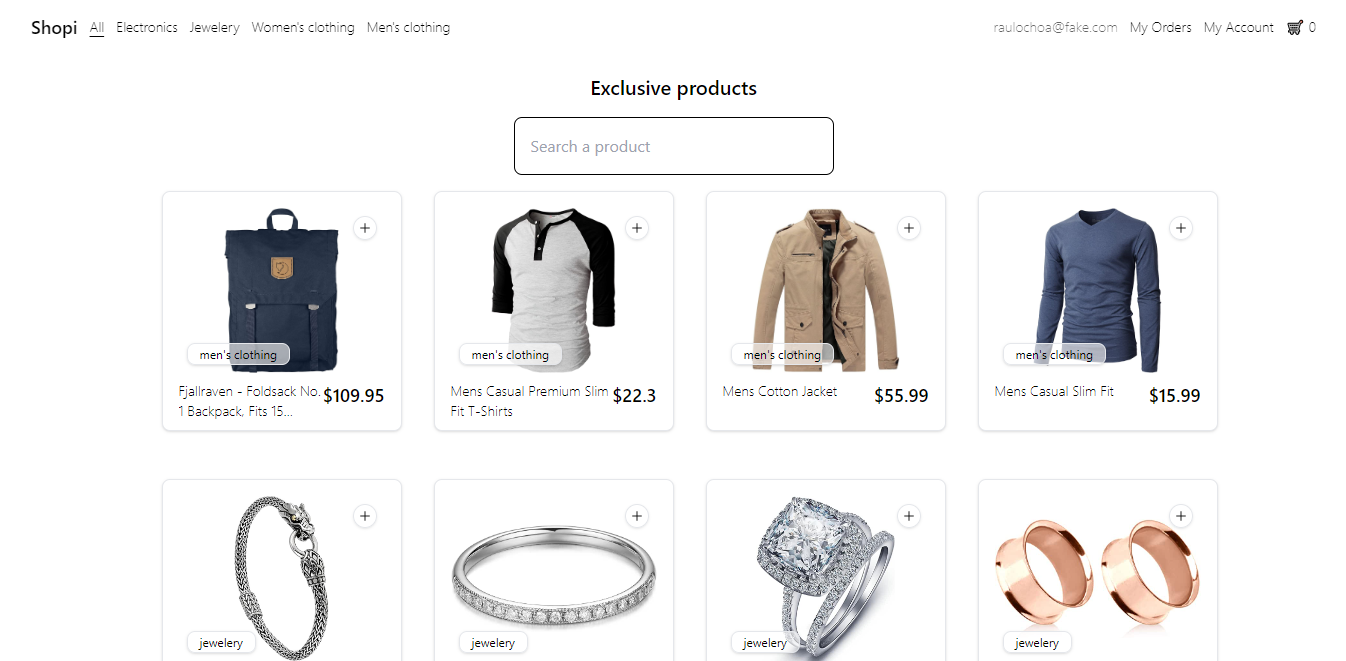 Shopi All Electronics Jewelery Women's clothing Men's clothing raulochoa@fake.com My Orders My Account 0
Exclusive products
Search a product
men's clothing men's clothing men's clothing men's clothing
Fjallraven - Foldsack No. $109.95 Mens Casual Premium Slim $22.3 Mens Cotton Jacket $55.99 Mens Casual Slim Fit $15.99
1 Backpack, Fits 15... Fit T-Shirts
jewelery jewelery jewelery jewelery